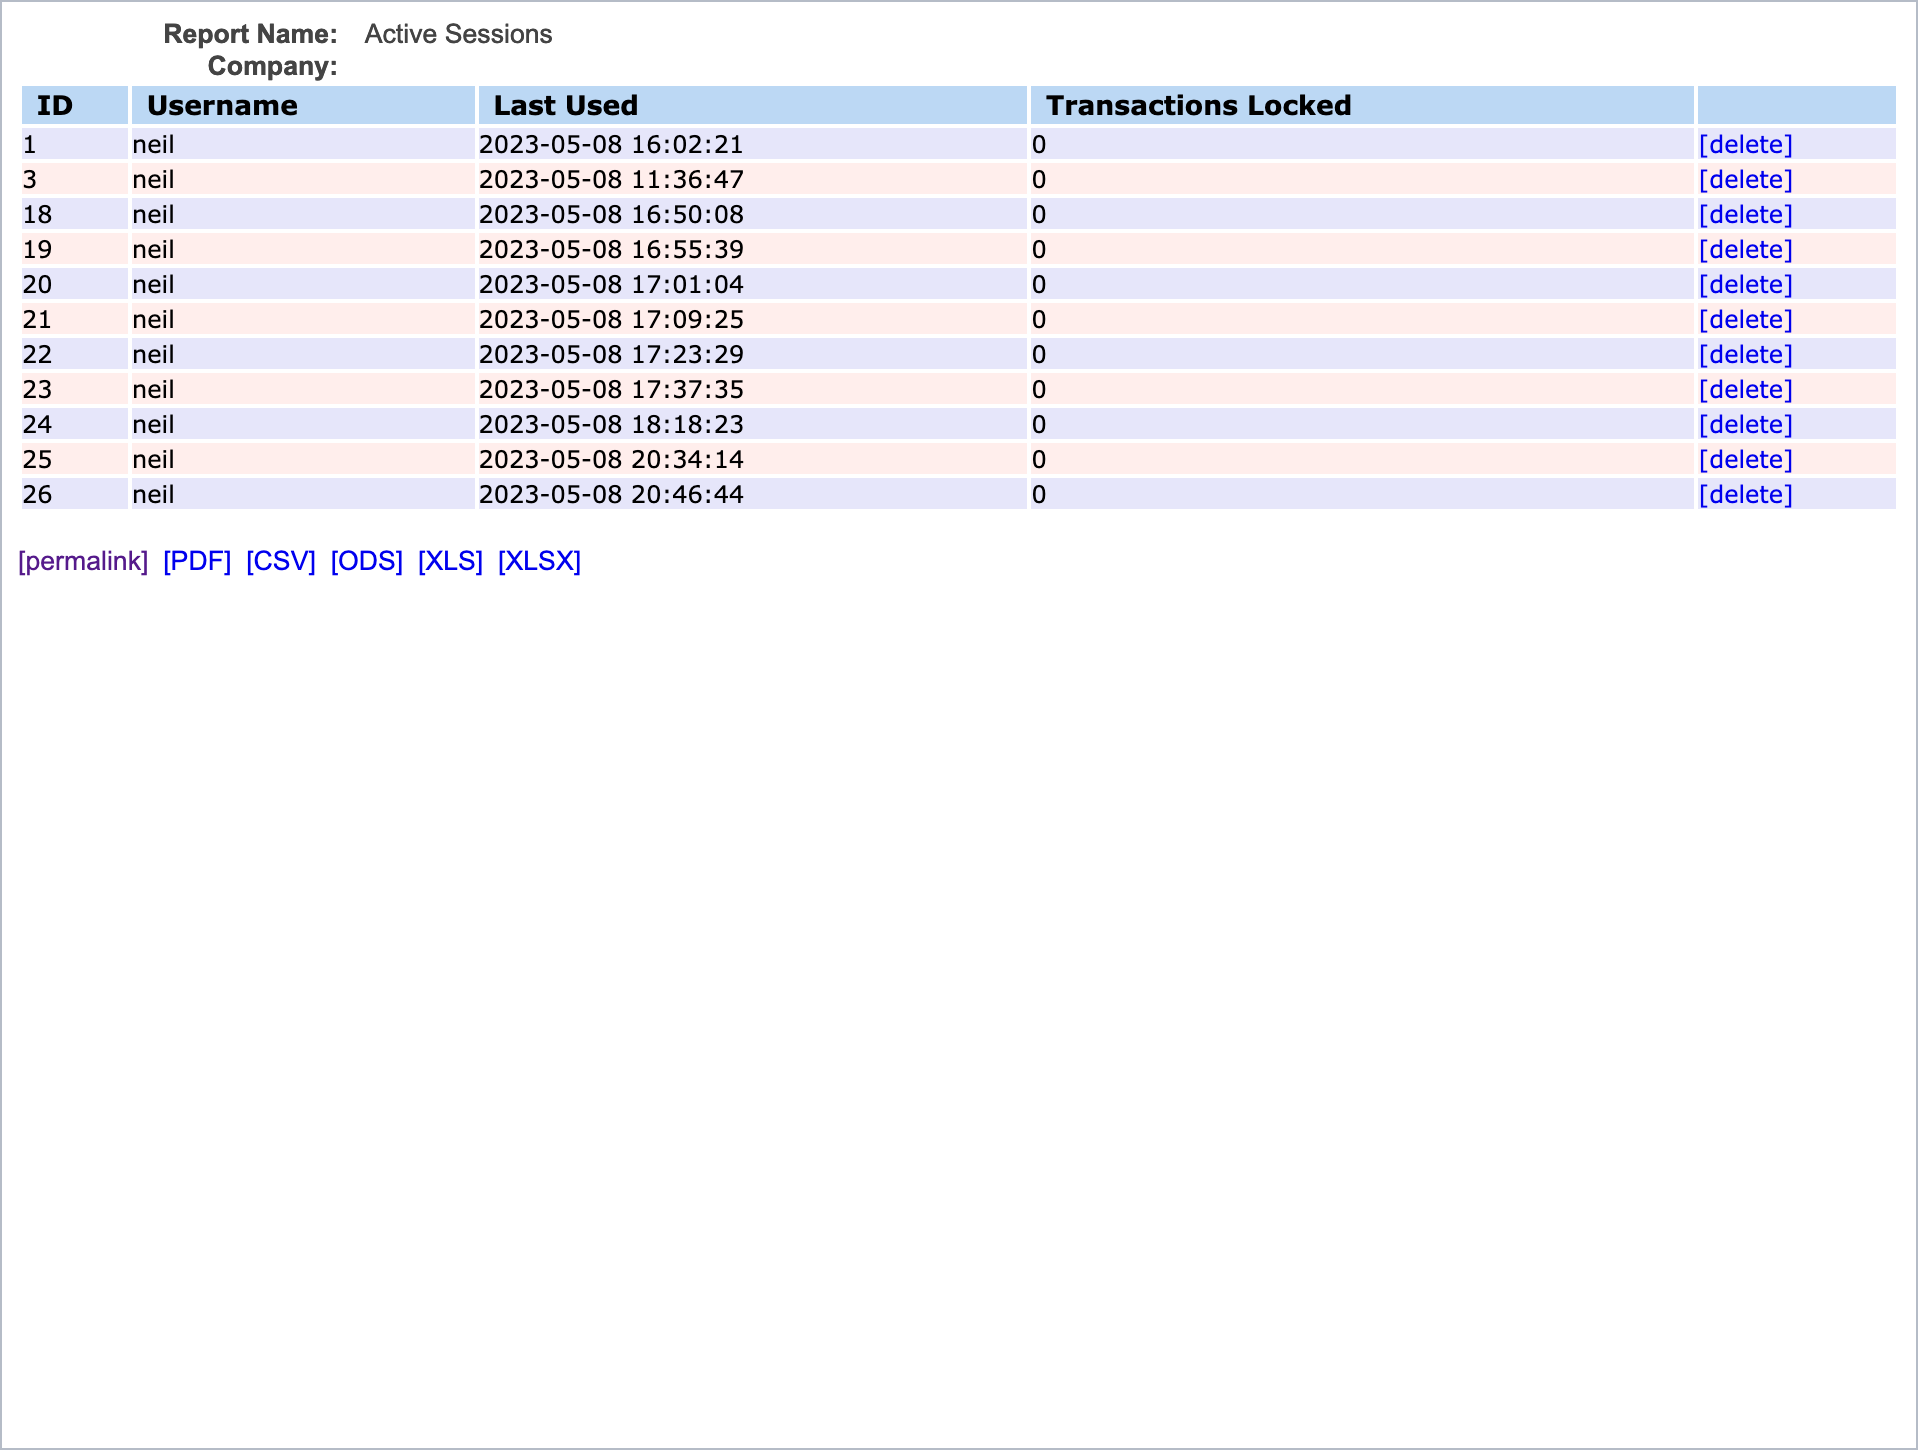 Report Name: Active Sessions
Company:
ID Username Last Used Transactions Locked
1 neil 2023-05-08 16:02:21 0 [delete]
3 neil 2023-05-08 11:36:47 0 [delete]
18 neil 2023-05-08 16:50:08 0 [delete]
19 neil 2023-05-08 16:55:39 0 [delete]
20 neil 2023-05-08 17:01:04 0 [delete]
21 neil 2023-05-08 17:09:25 0 [delete]
22 neil 2023-05-08 17:23:29 0 [delete]
23 neil 2023-05-08 17:37:35 0 [delete]
24 neil 2023-05-08 18:18:23 0 [delete]
25 neil 2023-05-08 20:34:14 0 [delete]
26 neil 2023-05-08 20:46:44 0 [delete]
[permalink] [PDF] [CSV] [ODS] [XLS] [XLSX]